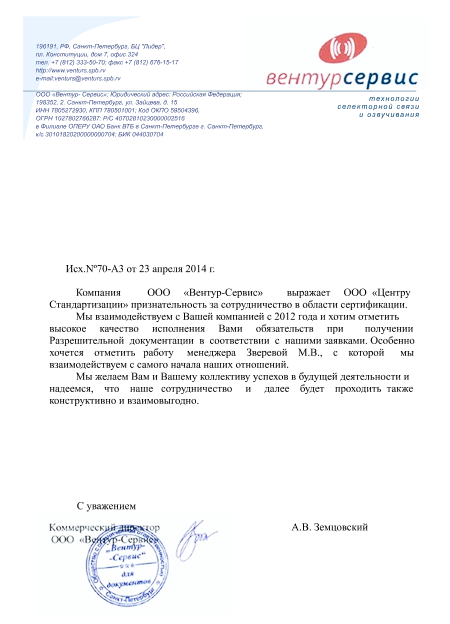 196191, РФ, Санкт-Петербург, БЦ "Лидер",
пл. Конституции, дом 7, офис 324
тел. +7 (812) 333-50-70; факс +7 (812) 676-15-17
http://www.venturs.spb.ru
e-mail:venturs@venturs.spb.ru
ООО «Вентур- Сервис»: Юридический адрес: Российская Федерация;
198352, 2. Санкт-Петербург, ул. Зайцева, д. 15
ИНН 7805272930, КПП 780501001; Код ОКПО 59504396,
ОГРН 1027802766287; Р/С 40702810230000002516
в Филиале ОПЕРУ ОАО Банк ВТБ в Санкт-Петербурге г. Санкт-Петербург,
к/с 30101820200000000704; БИК 044030704
вентурсервис
технологии
селекторной связи
и озвучивания
Исх.№70-А3 от 23 апреля 2014 г.
Компания ООО «Вентур-Сервис» выражает ООО «Центру
Стандартизации» признательность за сотрудничество в области сертификации.
Мы взаимодействуем с Вашей компанией с 2012 года и хотим отметить
высокое качество исполнения Вами обязательств при получении
Разрешительной документации в соответствии с нашими заявками. Особенно
хочется отметить работу менеджера Зверевой М.В., с которой мы
взаимодействуем с самого начала наших отношений.
Мы желаем Вам и Вашему коллективу успехов в будущей деятельности и
надеемся, что наше сотрудничество и далее будет проходить также
конструктивно и взаимовыгодно.
С уважением
Коммерческий директор
А.В. Земцовский
ООО «Вентур-Сервис»
„Вентур-
-Сервис"
для
документов
Санкт-Петербург